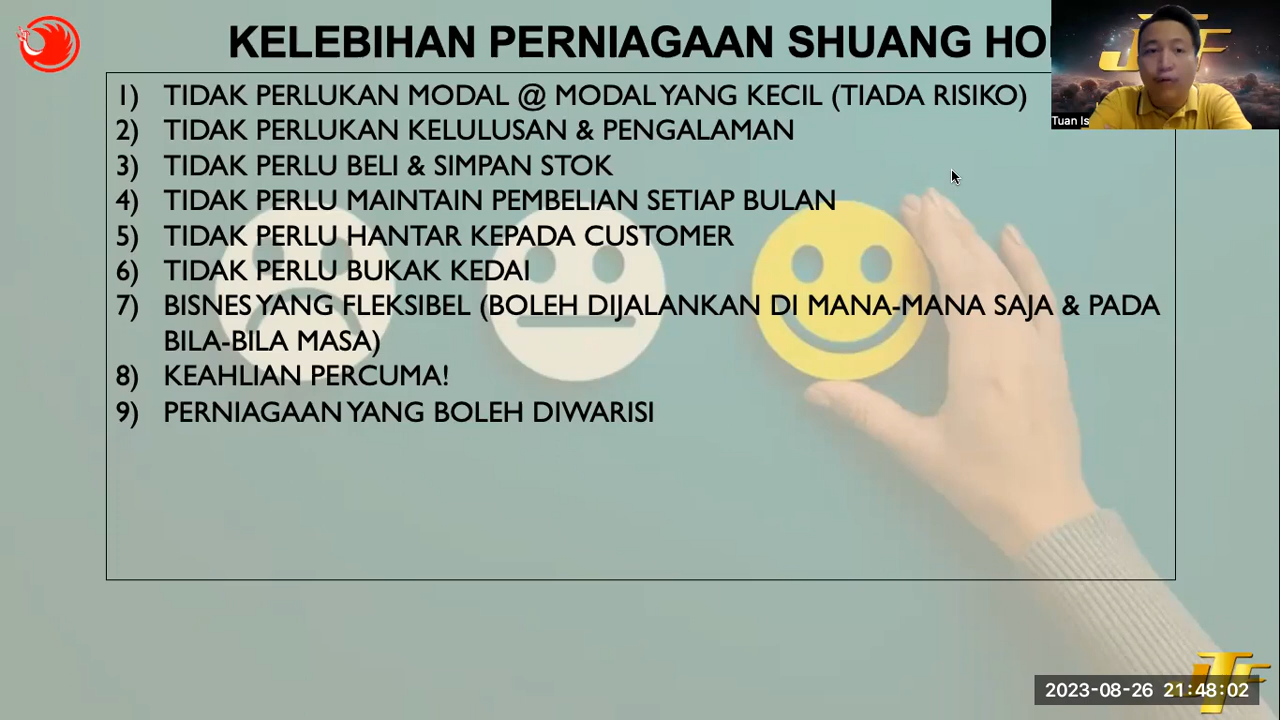 KELEBIHAN PERNIAGAAN SHUANG HO
1) TIDAK PERLUKAN MODAL @ MODAL YANG KECIL (TIADA RISIKO)
2) TIDAK PERLUKAN KELULUSAN & PENGALAMAN
3) TIDAK PERLU BELI & SIMPAN STOK
4) TIDAK PERLU MAINTAIN PEMBELIAN SETIAP BULAN
5) TIDAK PERLU HANTAR KEPADA CUSTOMER
6) TIDAK PERLU BUKAK KEDAI
7) BISNES YANG FLEKSIBEL (BOLEH DIJALANKAN DI MANA-MANA SAJA & PADA
BILA-BILA MASA)
8) KEAHLIAN PERCUMA!
9) PERNIAGAAN YANG BOLEH DIWARISI
Tuan Is
JTF
2023-08-26 21:48:02